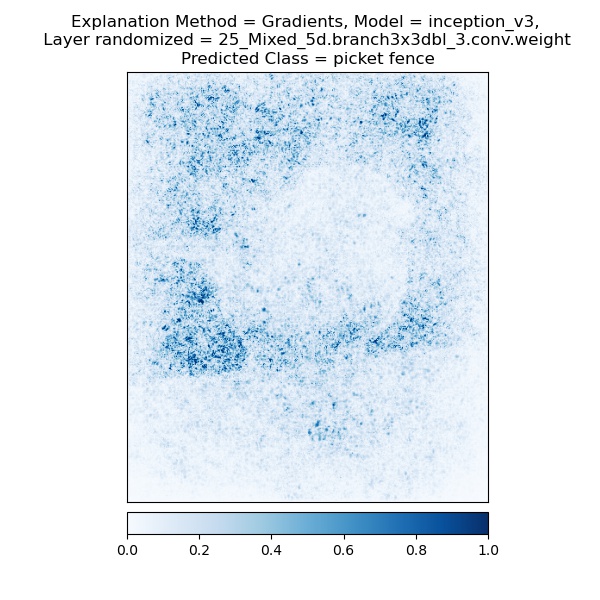 Explanation Method = Gradients, Model = inception_v3,
Layer randomized = 25_Mixed_5d.branch3x3dbl_3.conv.weight
Predicted Class = picket fence
0.0 0.2 0.4 0.6 0.8 1.0